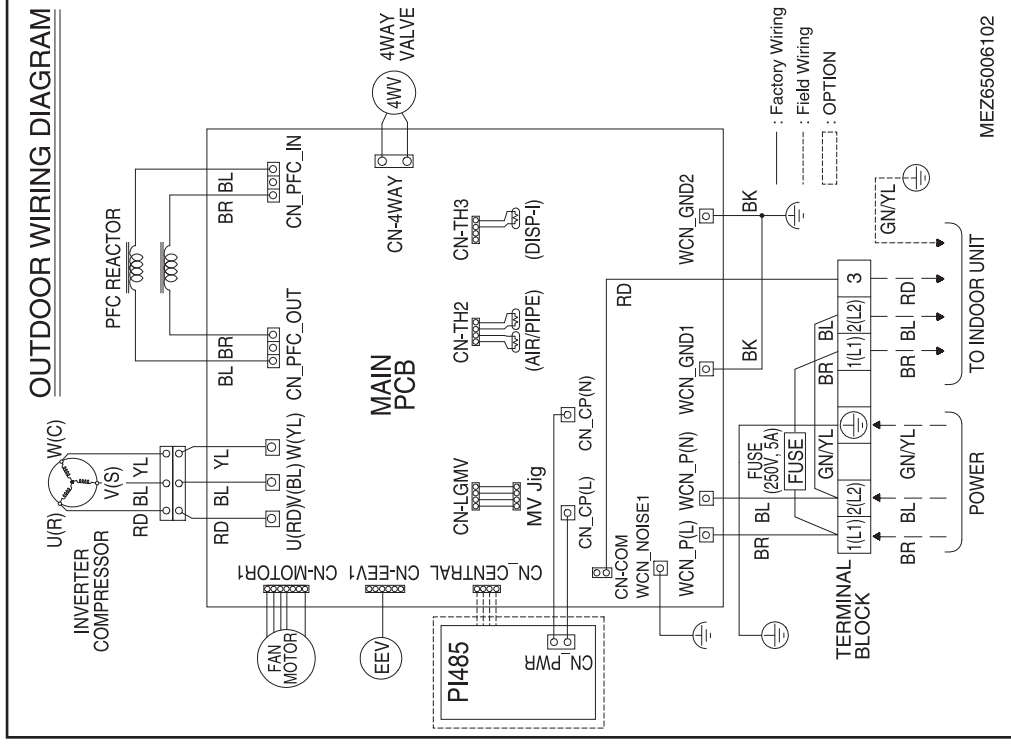 OUTDOOR WIRING DIAGRAM
PFC REACTOR
INVERTER
COMPRESSOR
U(R)
V(S)
W(C)
RD
BL
YL
RD
BL
YL
U(RD)
V(BL)
W(YL)
BL
BR
CN_PFC_OUT
BR
BL
CN_PFC_IN
4WAY
VALVE
4WV
CN-4WAY
FAN
MOTOR
CN-MOTOR1
EEV
CN-EEV1
CN_CENTRAL
PI485
CN_PWR
MAIN
PCB
CN-LGMV
MV Jig
CN-TH2
(AIR/PIPE)
CN-TH3
(DISP-I)
CN_CP(L)
CN_CP(N)
CN-COM
WCN_NOISE1
WCN_P(L)
WCN_P(N)
WCN_GND1
WCN_GND2
RD
BK
BK
BR
BL
FUSE
(250V, 5A)
FUSE
GN/YL
BR
BL
TERMINAL
BLOCK
1(L1)
2(L2)
1(L1)
2(L2)
3
BR
BL
GN/YL
BR
BL
RD
GN/YL
POWER
TO INDOOR UNIT
: Factory Wiring
: Field Wiring
: OPTION
MEZ65006102